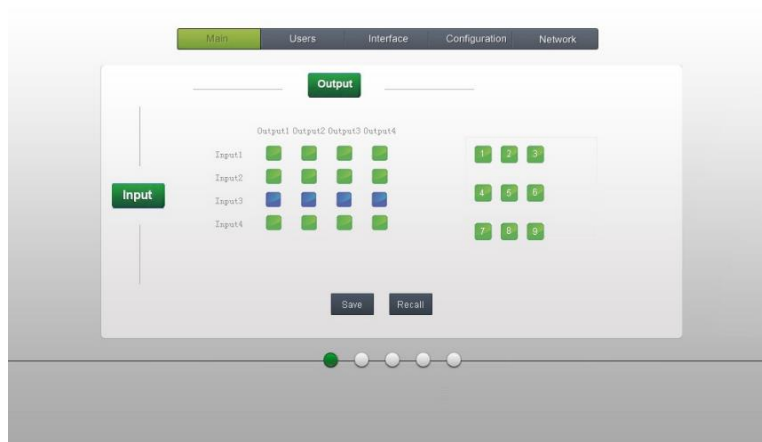 Main Users Interface Configuration Network
Output
Output1 Output2 Output3 Output4
Input1 1 2 3
Input2
Input Input3 4 5 6
Input4 7 8 9
Save Recall